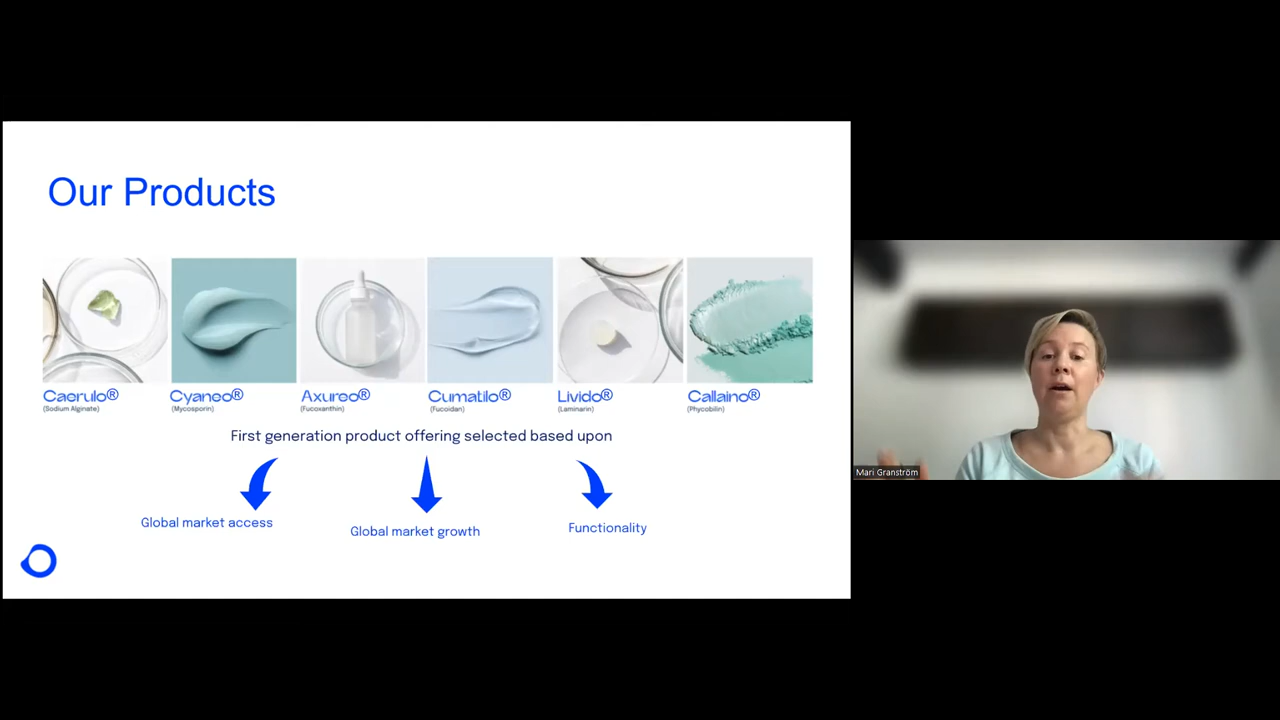 Our Products
Caerulo® Cyaneo® Axureo® Cumatilo® Livido® Callaino®
(Sodium Alginate) (Mycosporin) (Fucoxanthin) (Fucoidan) (Laminarin) (Phycobilin)
First generation product offering selected based upon
Global market access
Global market growth
Functionality
Mari Granström